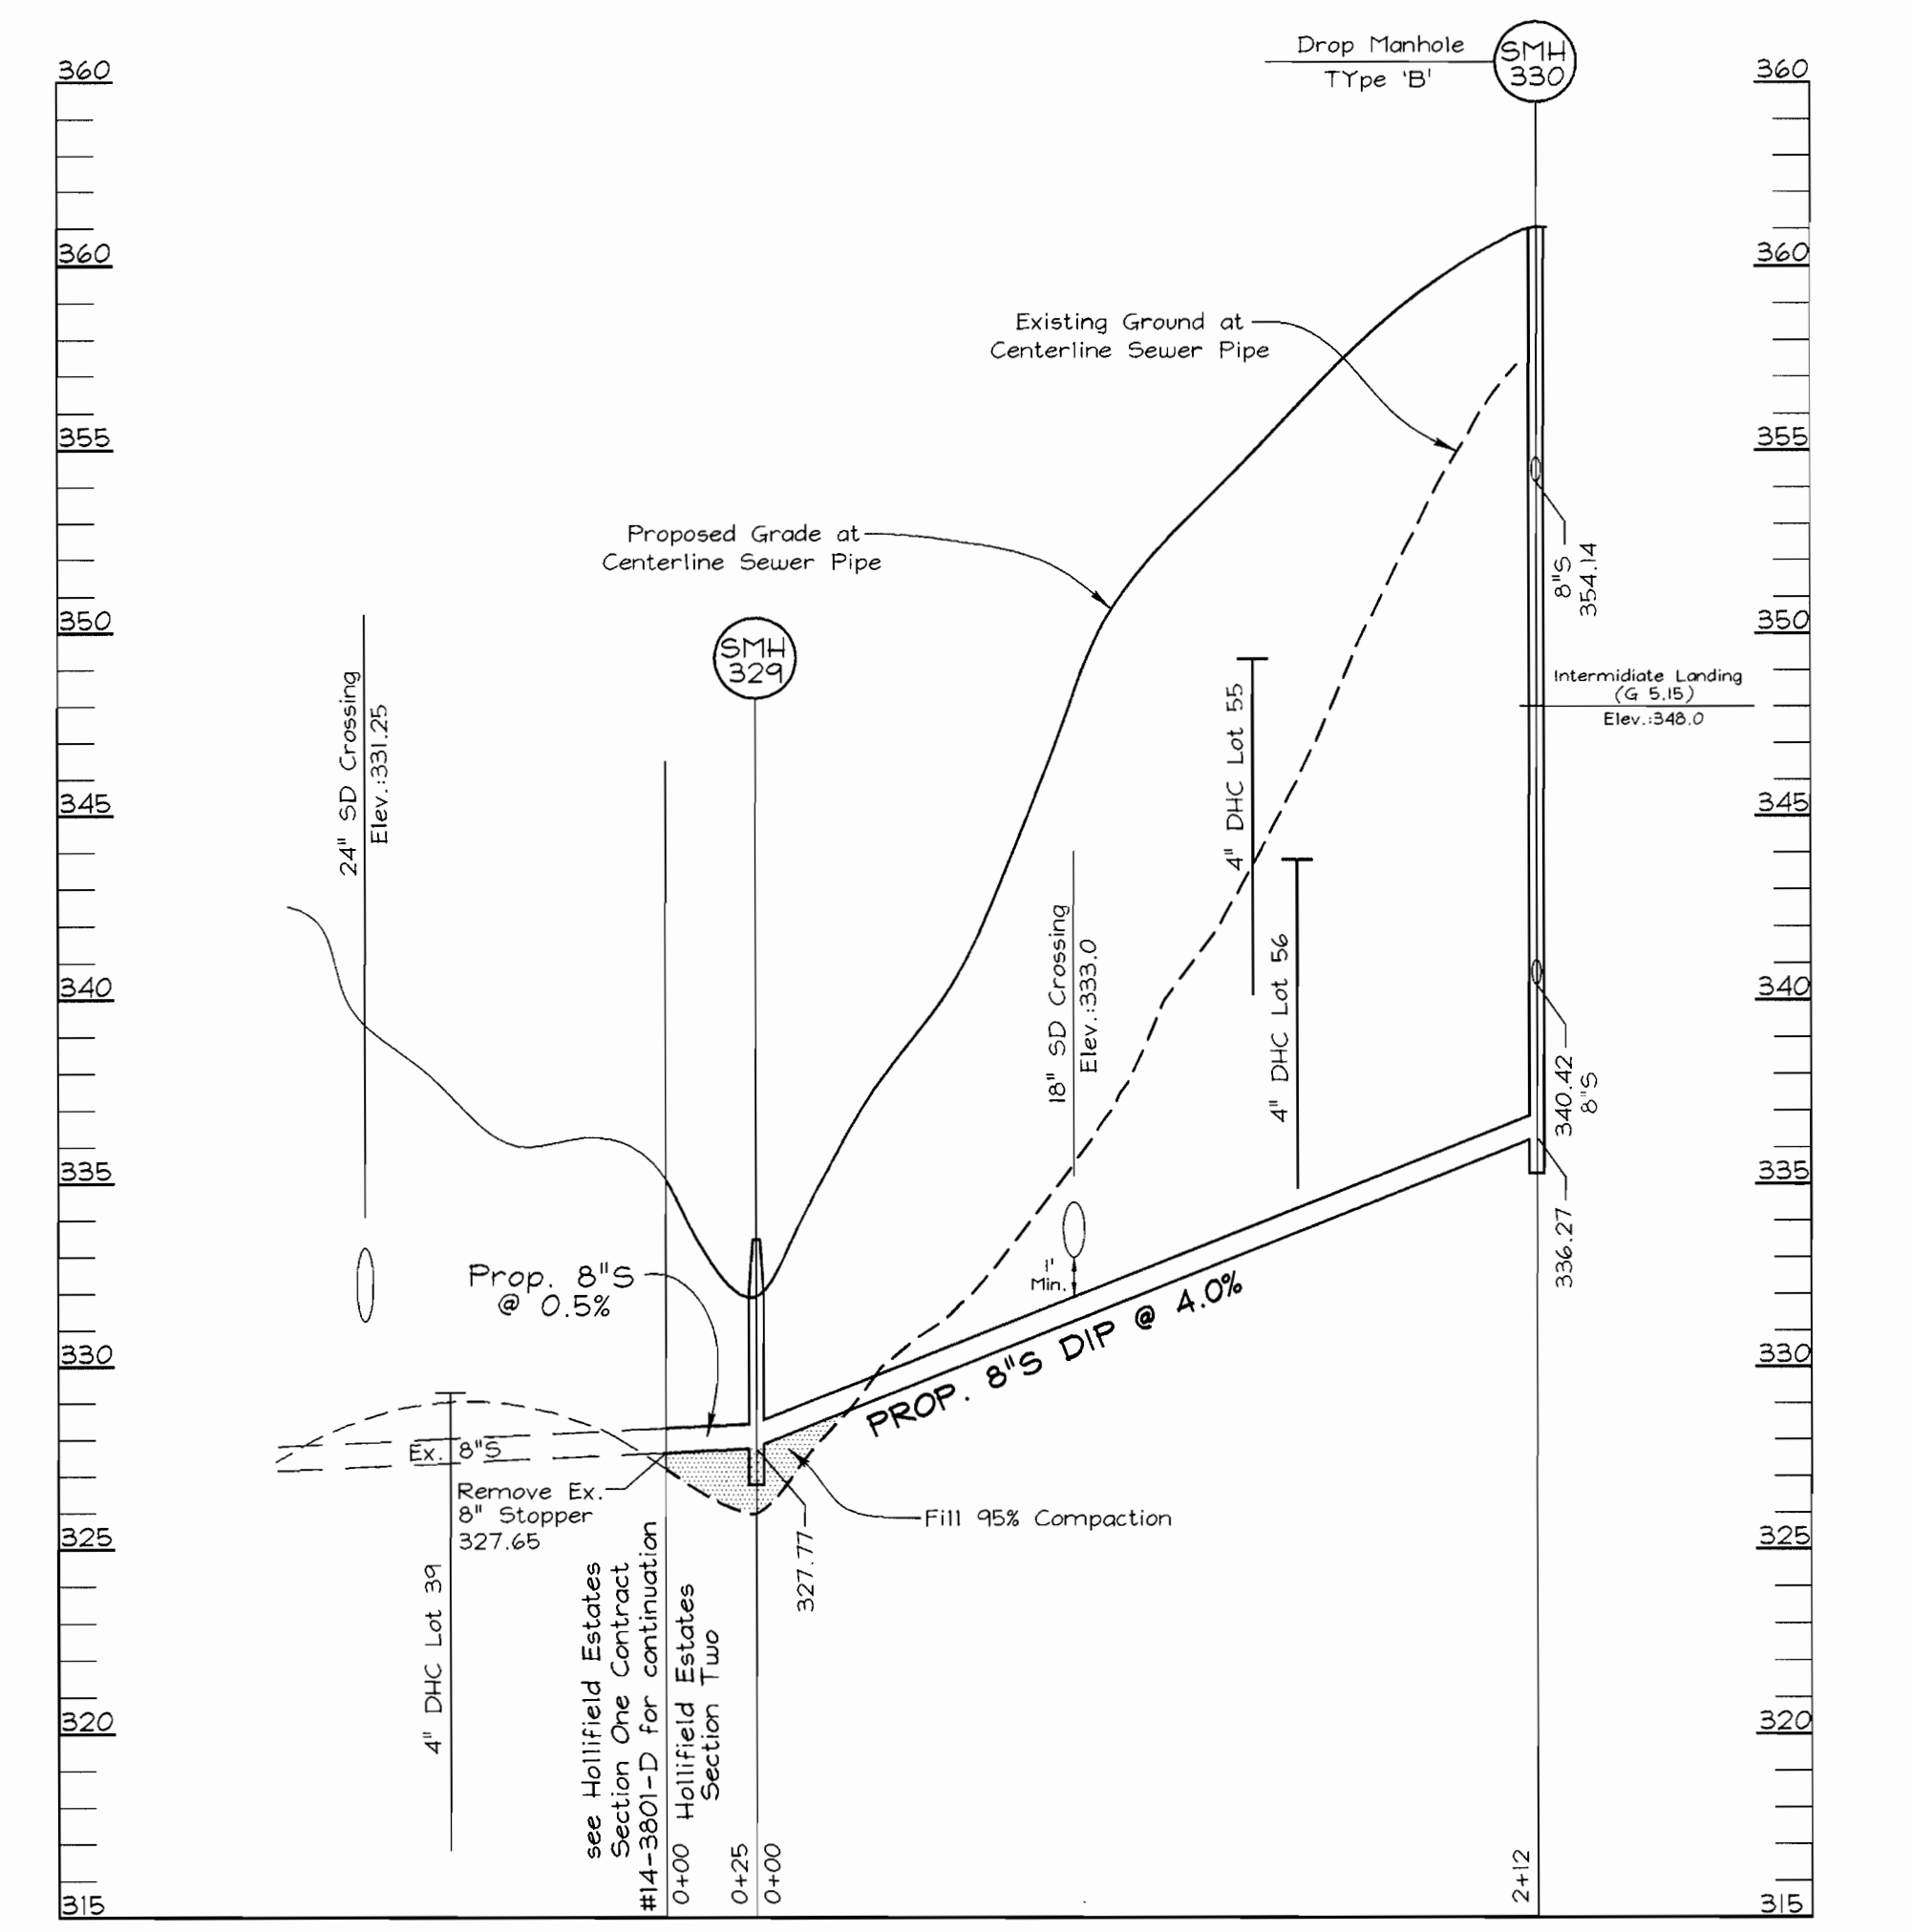 Drop Manhole
TYpe 'B'
SMH
330
360
360
360
360
Existing Ground at
Centerline Sewer Pipe
355
355
Proposed Grade at
Centerline Sewer Pipe
8"S
354.14
350
350
SMH
329
24" SD Crossing
Elev.:331.25
4" DHC Lot 55
Intermidiate Landing
(G 5.15)
Elev.:348.0
345
345
18" SD Crossing
Elev.:333.0
4" DHC Lot 56
340
340
340.42
8"S
335
335
336.27
Prop. 8"S
@ 0.5%
1'
Min.
PROP. 8"S DIP @ 4.0%
330
330
Ex. 8"S
Remove Ex.
8" Stopper
327.65
Fill 95% Compaction
327.77
325
325
4" DHC Lot 39
see Hollifield Estates
Section One Contract
#14-3801-D for continuation
Hollifield Estates
Section Two
320
320
0+00
0+25
0+00
2+12
315
315